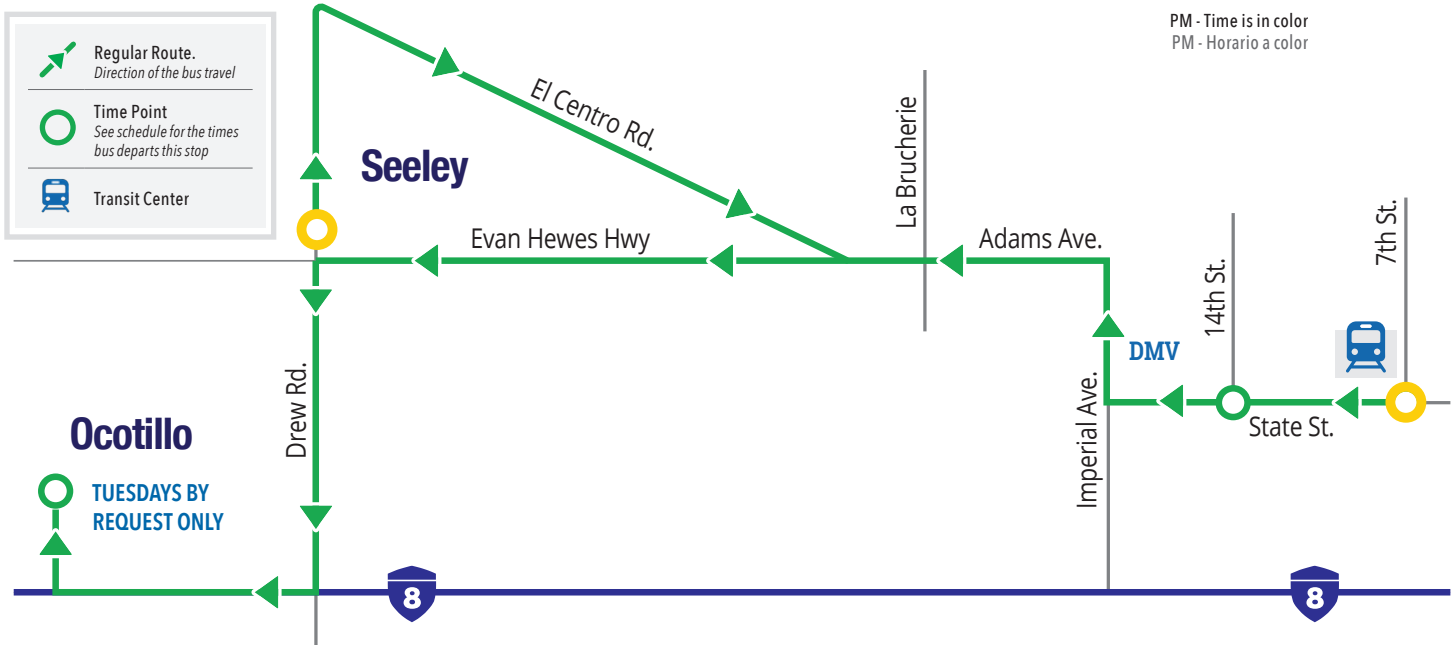 Regular Route.
Direction of the bus travel
Time Point
See schedule for the times
bus departs this stop
Transit Center
PM - Time is in color
PM - Horario a color
El Centro Rd.
Seeley
La Brucherie
Evan Hewes Hwy
Adams Ave.
14th St.
7th St.
DMV
Drew Rd.
Imperial Ave.
State St.
Ocotillo
TUESDAYS BY
REQUEST ONLY
8
8